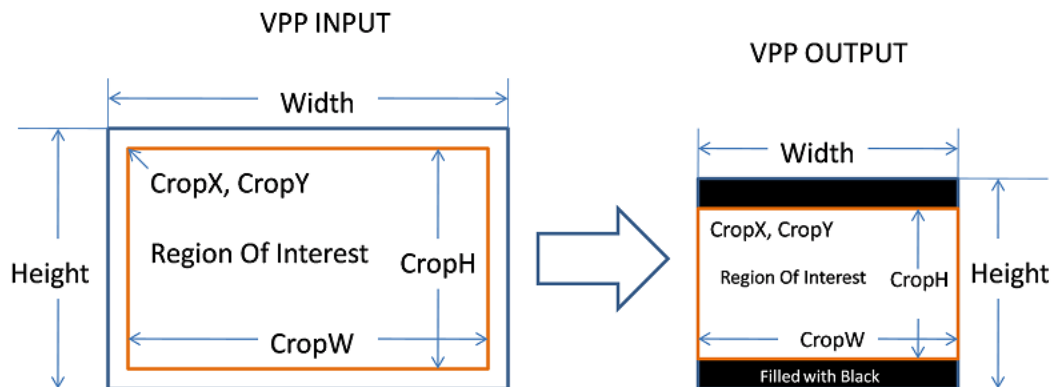 VPP INPUT
Width
CropX, CropY
Region Of Interest
Height
CropH
CropW
VPP OUTPUT
Width
CropX, CropY
Region Of Interest
CropH
Height
CropW
Filled with Black